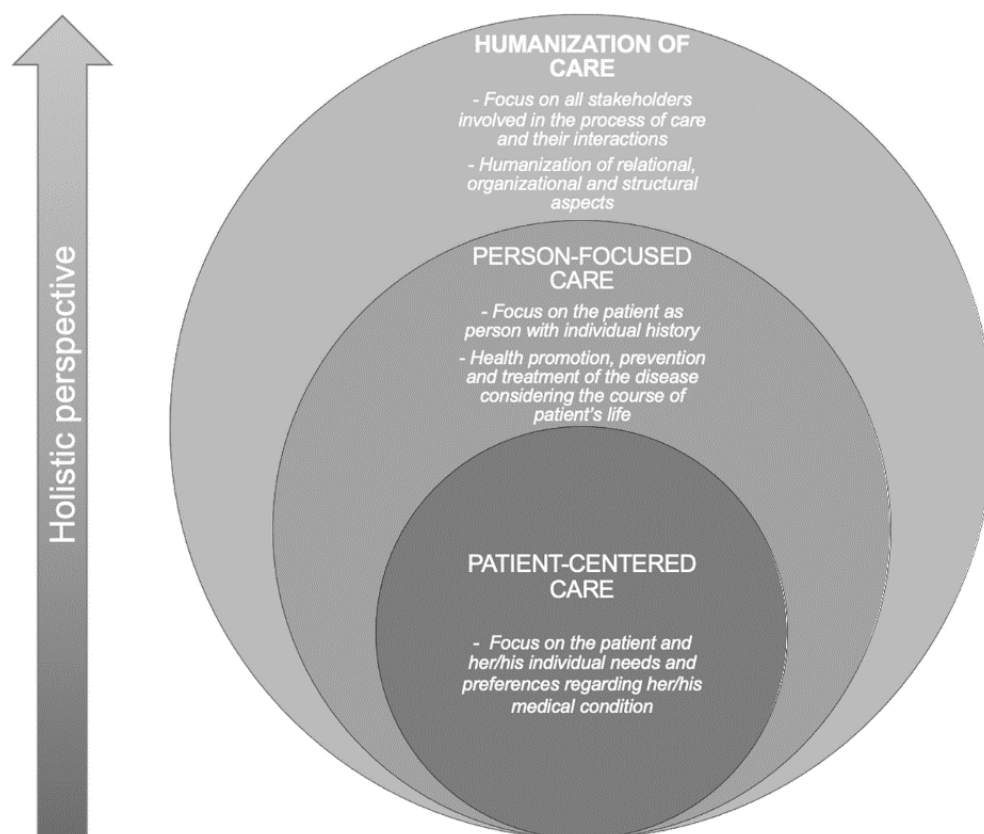 Holistic perspective
HUMANIZATION OF
CARE
- Focus on all stakeholders
involved in the process of care
and their interactions
- Humanization of relational,
organizational and structural
aspects
PERSON-FOCUSED
CARE
- Focus on the patient as
person with individual history
- Health promotion, prevention
and treatment of the disease
considering the course of
patient's life
PATIENT-CENTERED
CARE
- Focus on the patient and
her/his individual needs and
preferences regarding her/his
medical condition